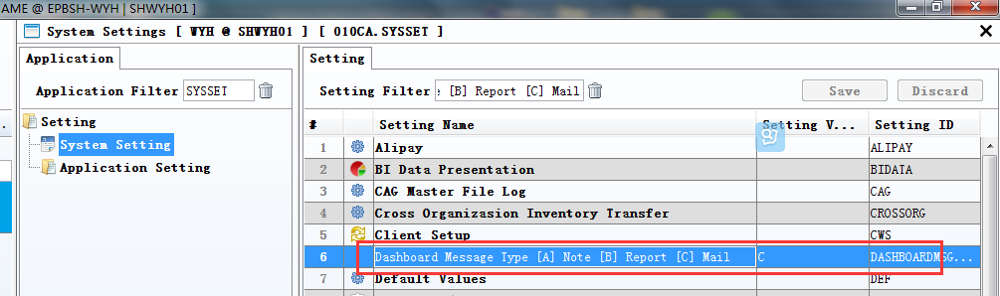 AME @ EPBSH-WYH | SHWYH01 ]
System Settings [ WYH @ SHWYH01 ] [ 010CA.SYSSET ]
Application
Setting
Application Filter SYSSET
Setting Filter [B] Report [C] Mail
Save
Discard
Setting
System Setting
Application Setting
# Setting Name Setting V... Setting ID
1 Alipay ALIPAY
2 BI Data Presentation BIDATA
3 CAG Master File Log CAG
4 Cross Organizasion Inventory Transfer CROSSORG
5 Client Setup CWS
6 Dashboard Message Type [A] Note [B] Report [C] Mail C DASHBOARDMSG...
7 Default Values DEF